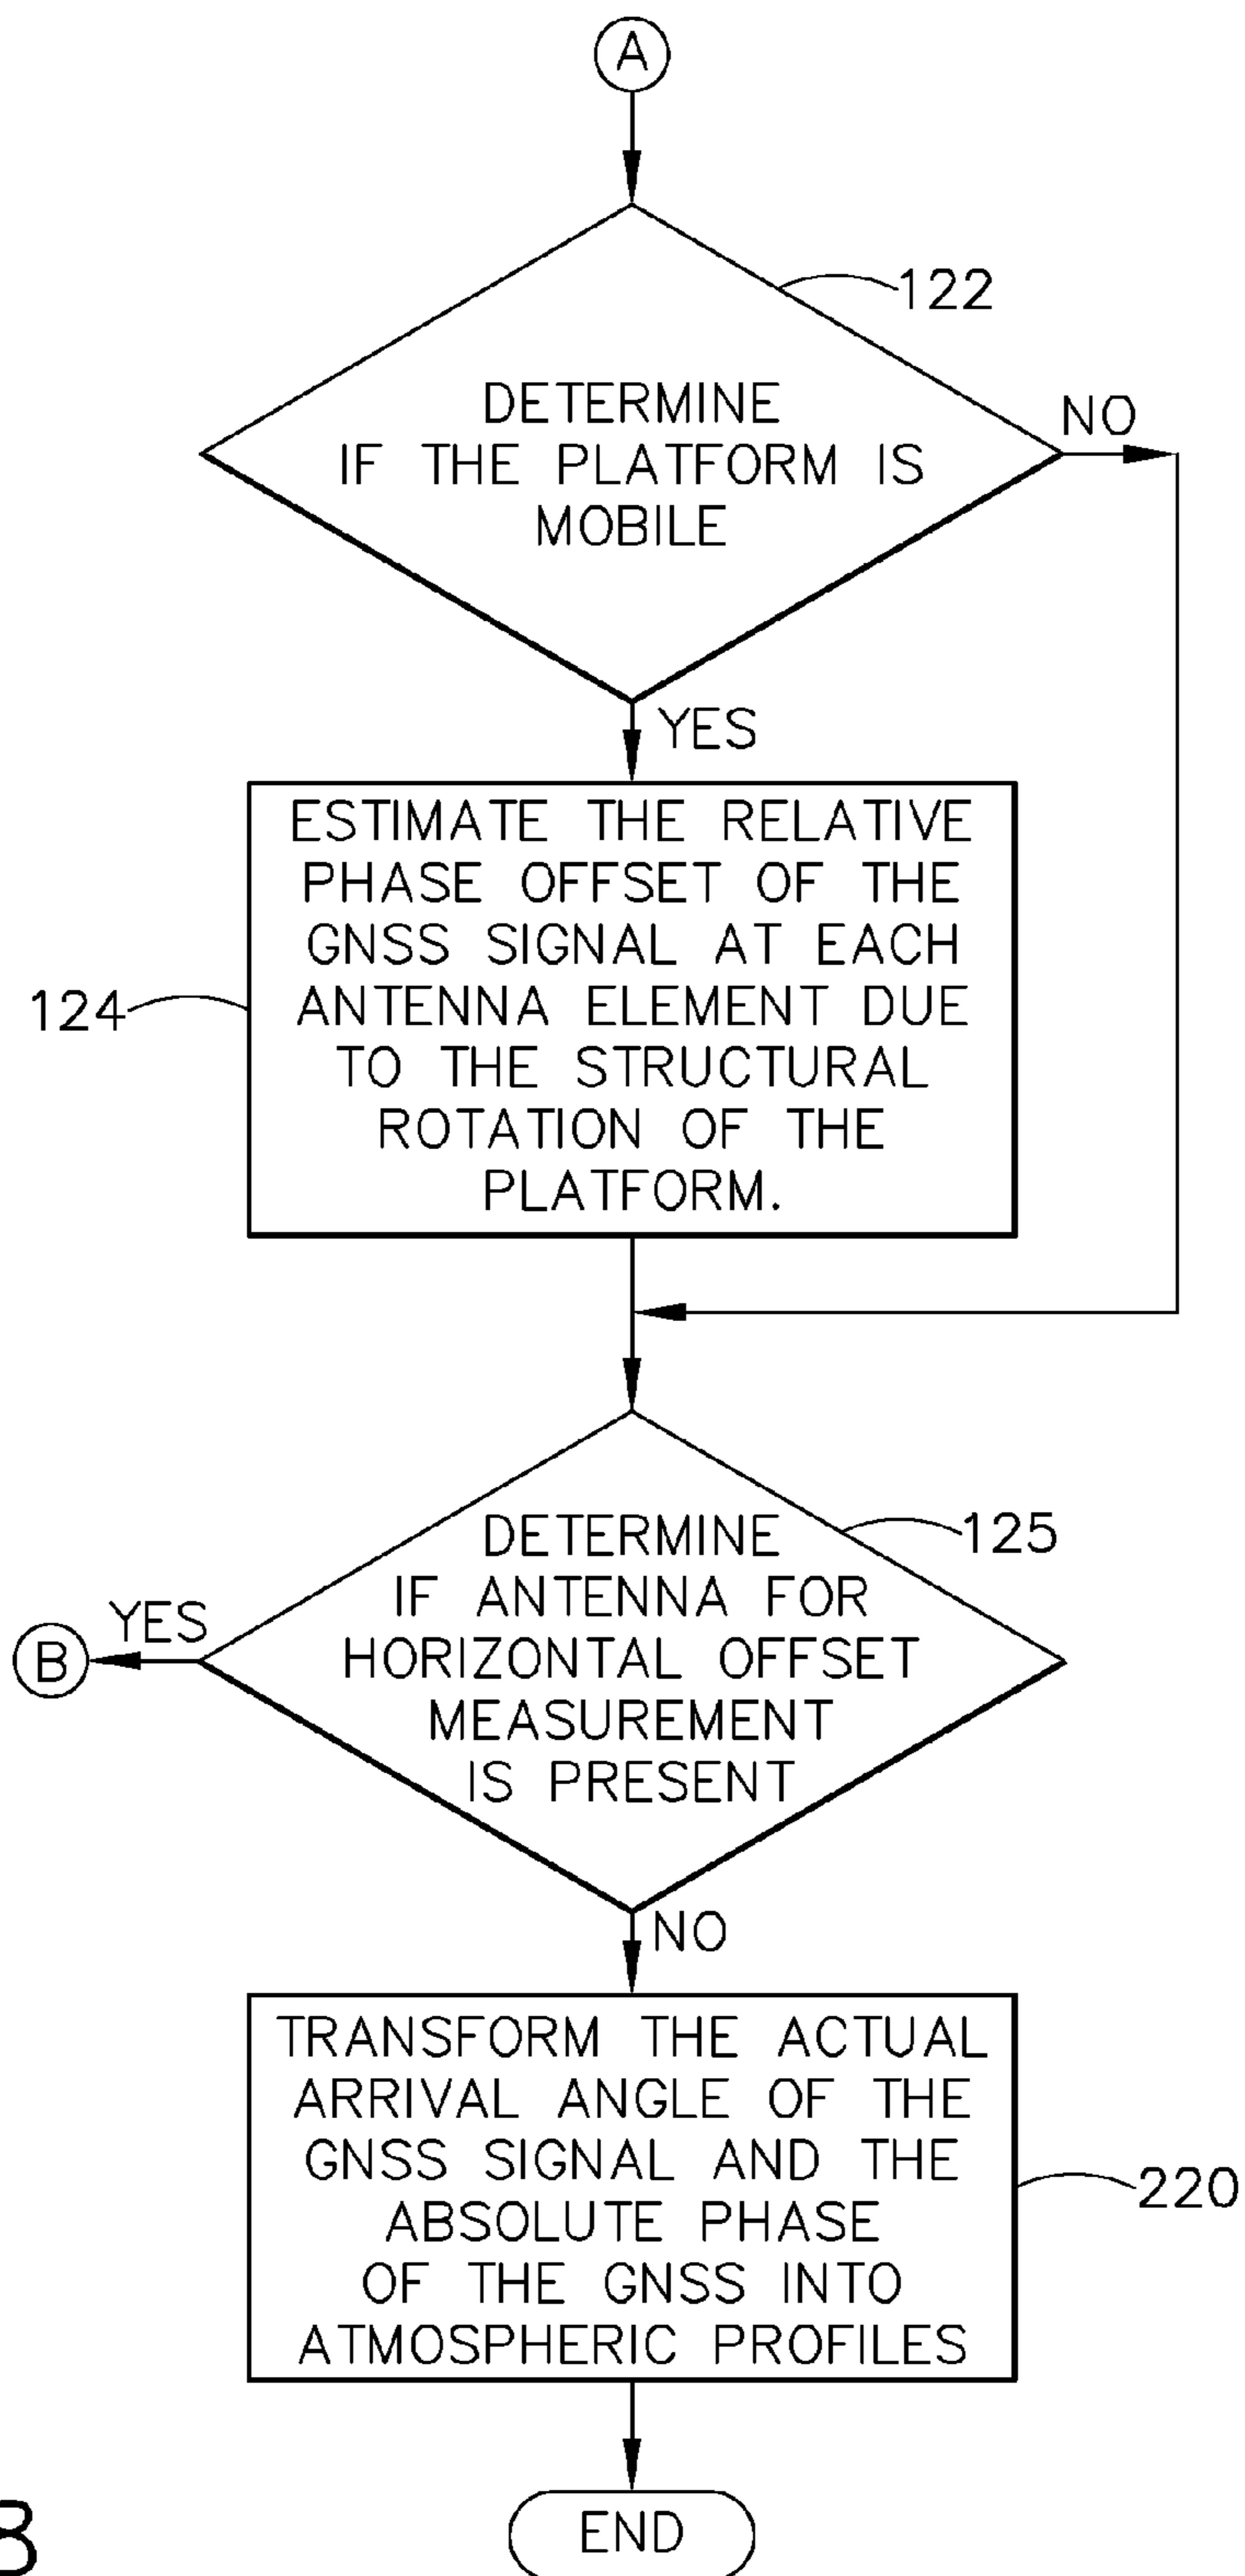 A
122
DETERMINE
IF THE PLATFORM IS
MOBILE
NO
YES
ESTIMATE THE RELATIVE
PHASE OFFSET OF THE
GNSS SIGNAL AT EACH
ANTENNA ELEMENT DUE
TO THE STRUCTURAL
ROTATION OF THE
PLATFORM.
124
DETERMINE
IF ANTENNA FOR
HORIZONTAL OFFSET
MEASUREMENT
IS PRESENT
125
YES
B
NO
TRANSFORM THE ACTUAL
ARRIVAL ANGLE OF THE
GNSS SIGNAL AND THE
ABSOLUTE PHASE
OF THE GNSS INTO
ATMOSPHERIC PROFILES
220
END